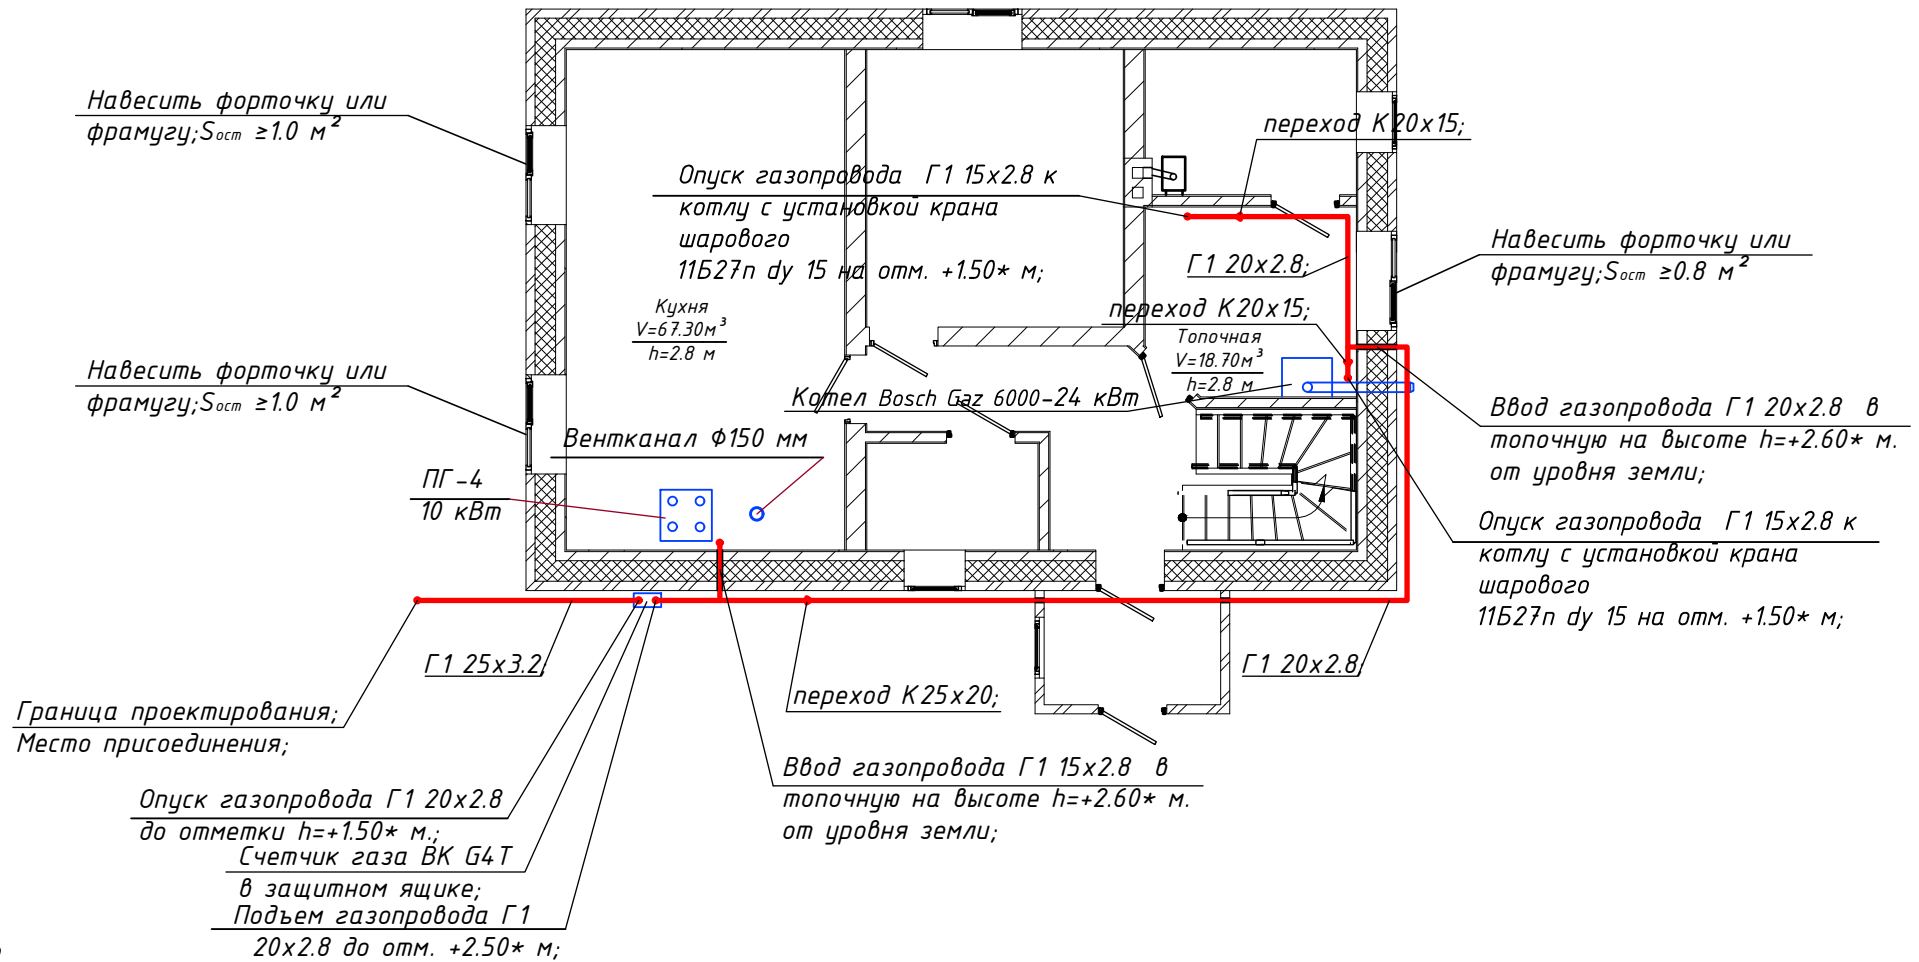 Навесить форточку или
фрамугу;Sост ≥1.0 м²
переход К20х15;
Опуск газопровода Г1 15х2.8 к
котлу с установкой крана
шарового
11Б27п dy 15 на отм. +1.50* м;
Г1 20х2.8;
Навесить форточку или
фрамугу;Sост ≥0.8 м²
Кухня
V=67.30м³
h=2.8 м
переход К20х15;
Топочная
V=18.70м³
h=2.8 м
Навесить форточку или
фрамугу;Sост ≥1.0 м²
Котел Bosch Gaz 6000-24 кВт
Ввод газопровода Г1 20х2.8 в
топочную на высоте h=+2.60* м.
от уровня земли;
Вентканал Ф150 мм
ПГ-4
10 кВт
Опуск газопровода Г1 15х2.8 к
котлу с установкой крана
шарового
11Б27п dy 15 на отм. +1.50* м;
Г1 25х3.2;
переход К25х20;
Г1 20х2.8;
Граница проектирования;
Место присоединения;
Ввод газопровода Г1 15х2.8 в
топочную на высоте h=+2.60* м.
от уровня земли;
Опуск газопровода Г1 20х2.8
до отметки h=+1.50* м.;
Счетчик газа ВК G4T
в защитном ящике;
Подъем газопровода Г1
20х2.8 до отм. +2.50* м;